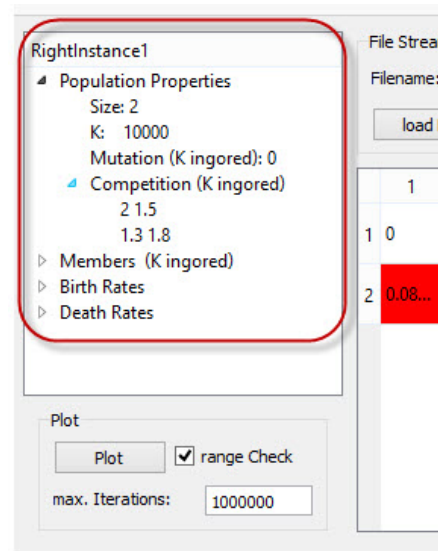 RightInstance1
Population Properties
Size: 2
K: 10000
Mutation (K ingored): 0
Competition (K ingored)
2 1.5
1.3 1.8
Members (K ingored)
Birth Rates
Death Rates
Plot
Plot
range Check
max. Iterations:
1000000
File Strea
Filename:
load
1
1 0
2 0.08...